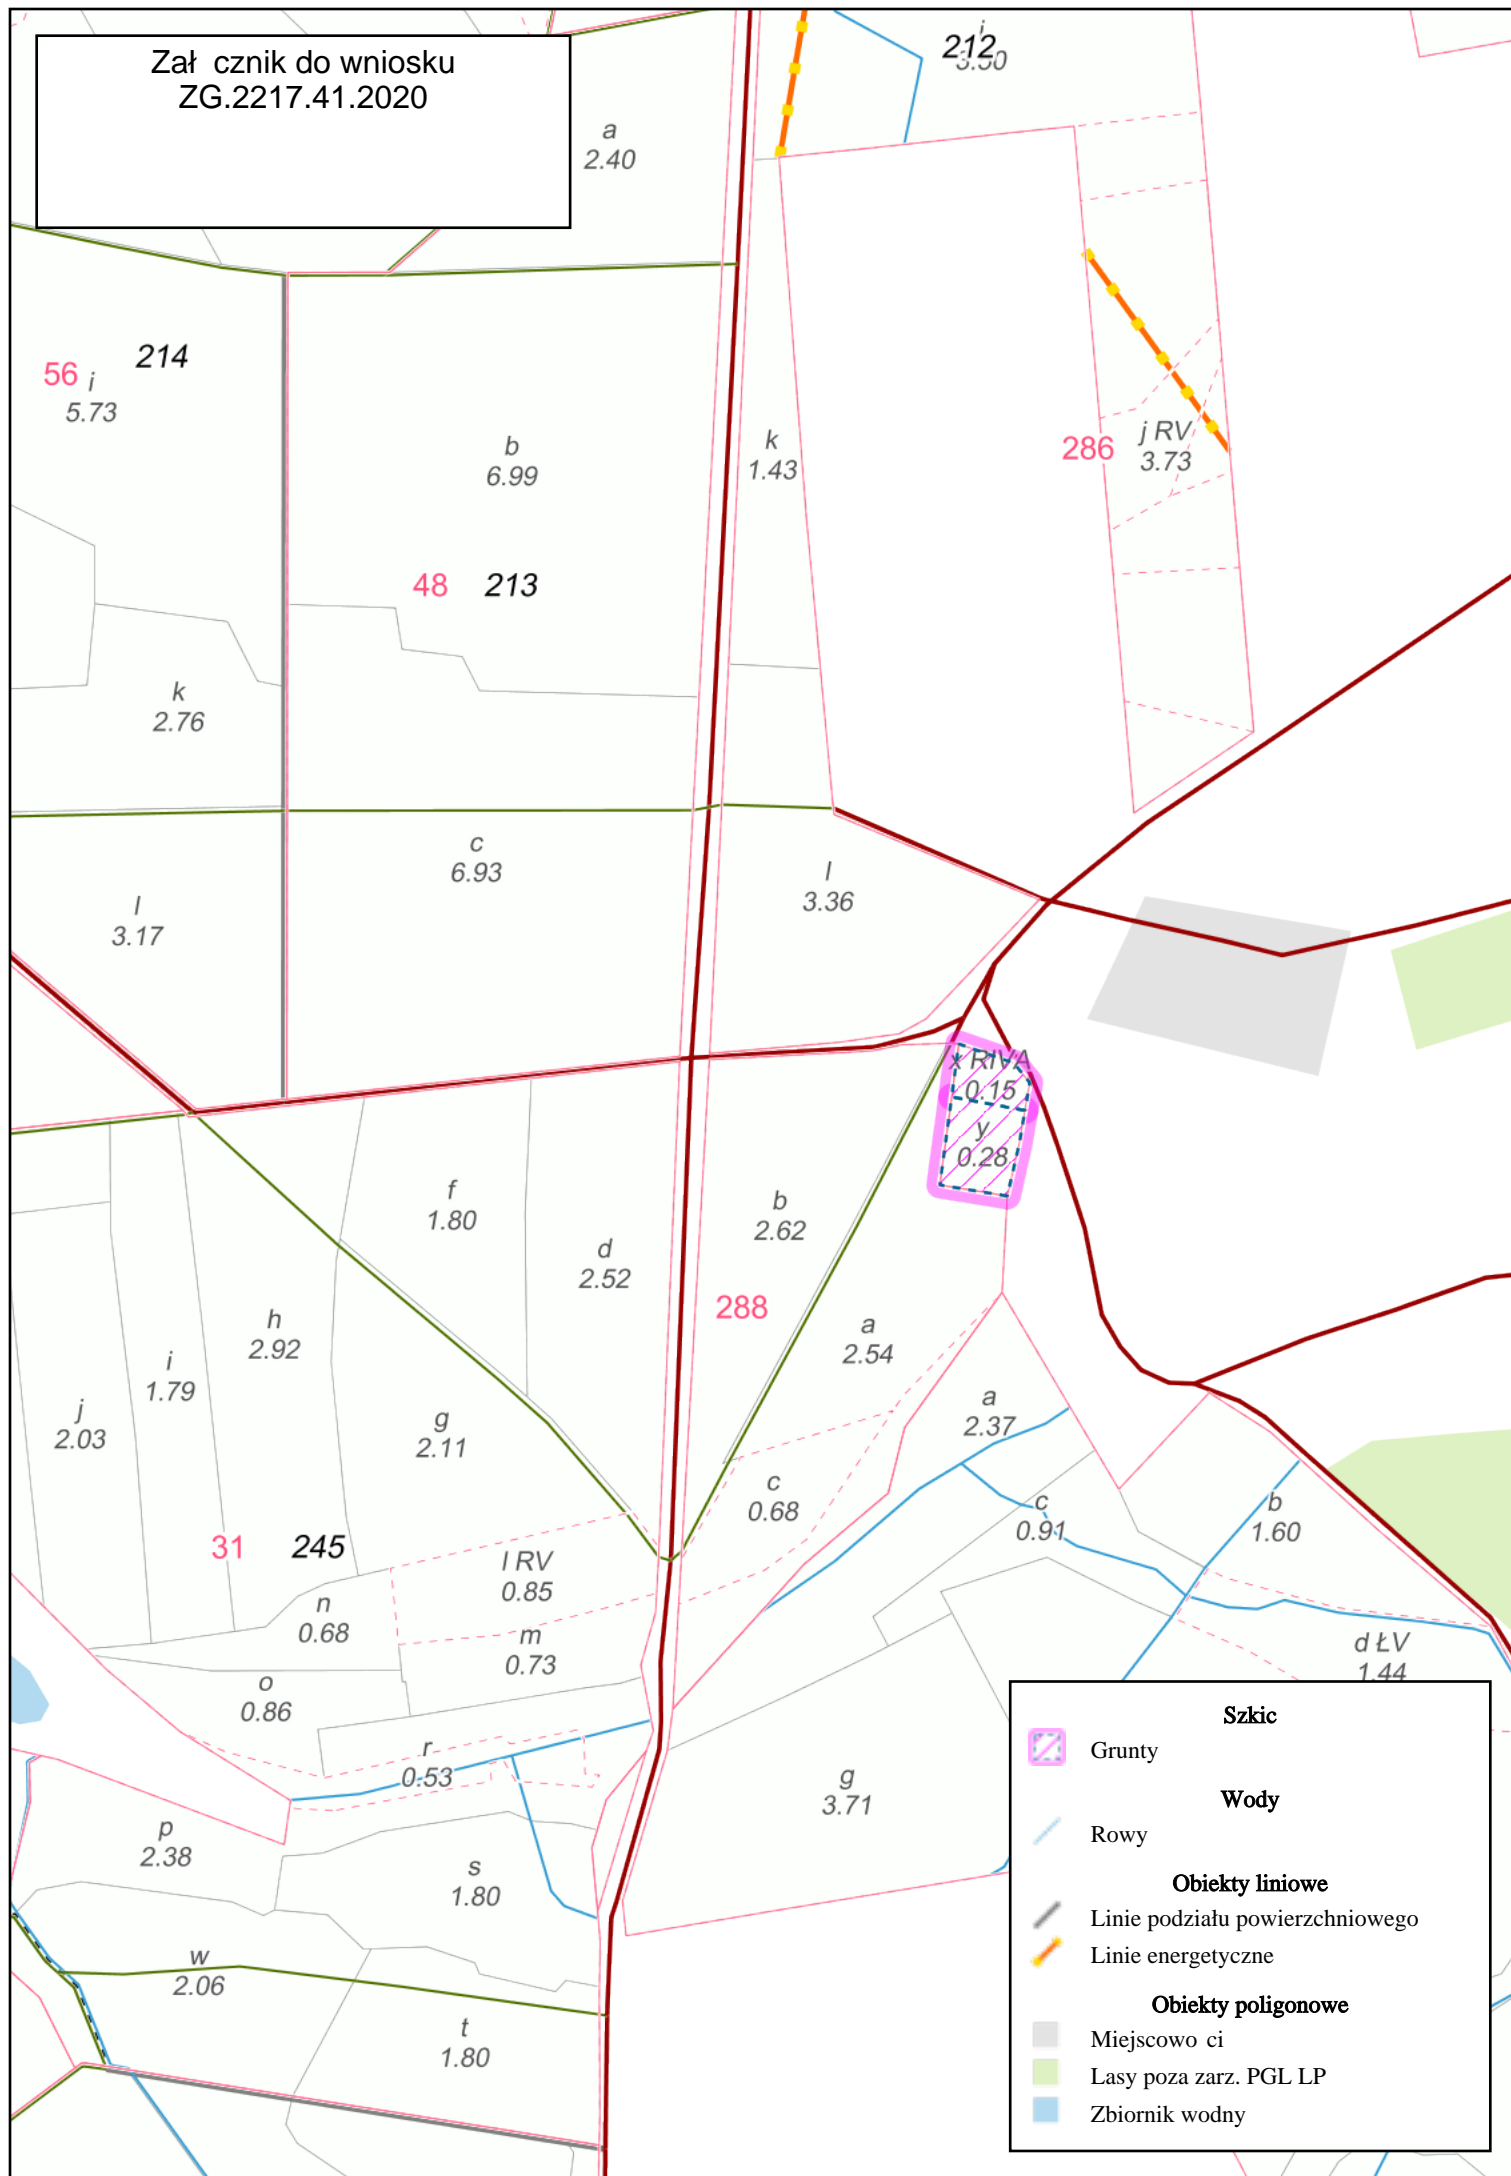 Zał cznik do wniosku
ZG.2217.41.2020
a
2.40
i
212
3.50
214
56
i
5.73
b
6.99
k
1.43
286
j RV
3.73
48
213
k
2.76
c
6.93
l
3.36
l
3.17
x RIVA
0.15
y
0.28
f
1.80
b
2.62
d
2.52
288
h
2.92
a
2.54
i
1.79
a
2.37
j
2.03
g
2.11
c
0.68
c
0.91
b
1.60
31
245
l RV
0.85
n
0.68
m
0.73
d ŁV
1.44
o
0.86
r
0.53
g
3.71
p
2.38
s
1.80
w
2.06
t
1.80
Szkic
Grunty
Wody
Rowy
Obiekty liniowe
Linie podziału powierzchniowego
Linie energetyczne
Obiekty poligonowe
Miejscowo ci
Lasy poza zarz. PGL LP
Zbiornik wodny